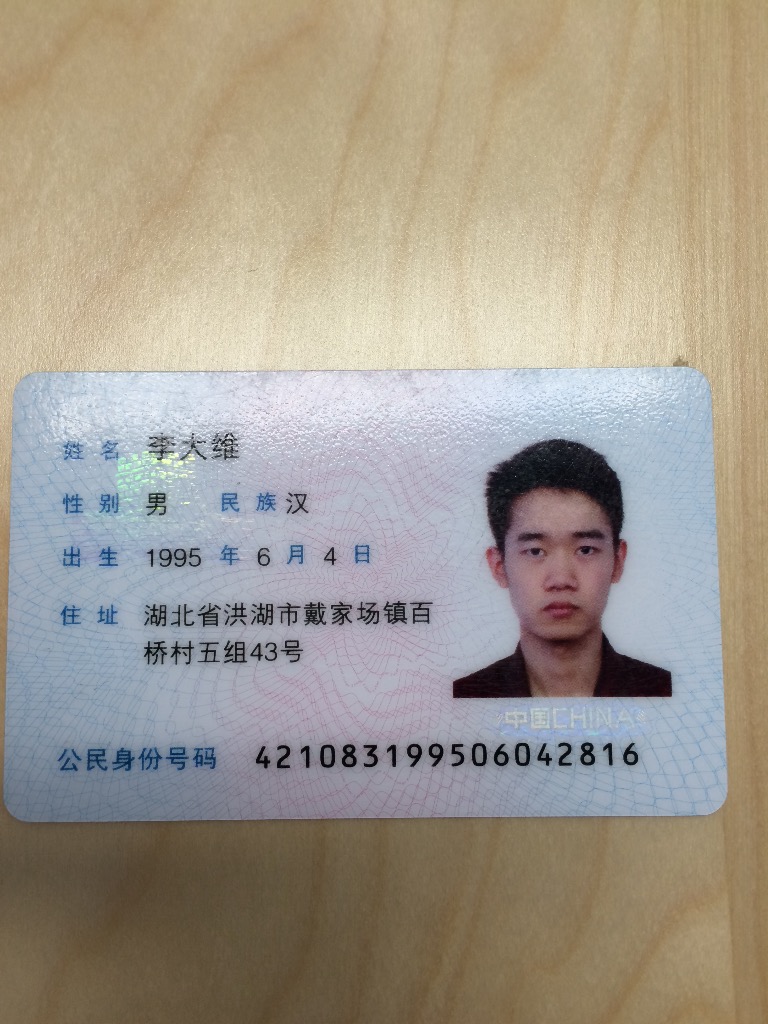 姓名 李大维
性别 男 民族 汉
出生 1995 年 6 月 4 日
住址 湖北省洪湖市戴家场镇百
桥村五组43号
中国CHINA
公民身份号码 421083199506042816